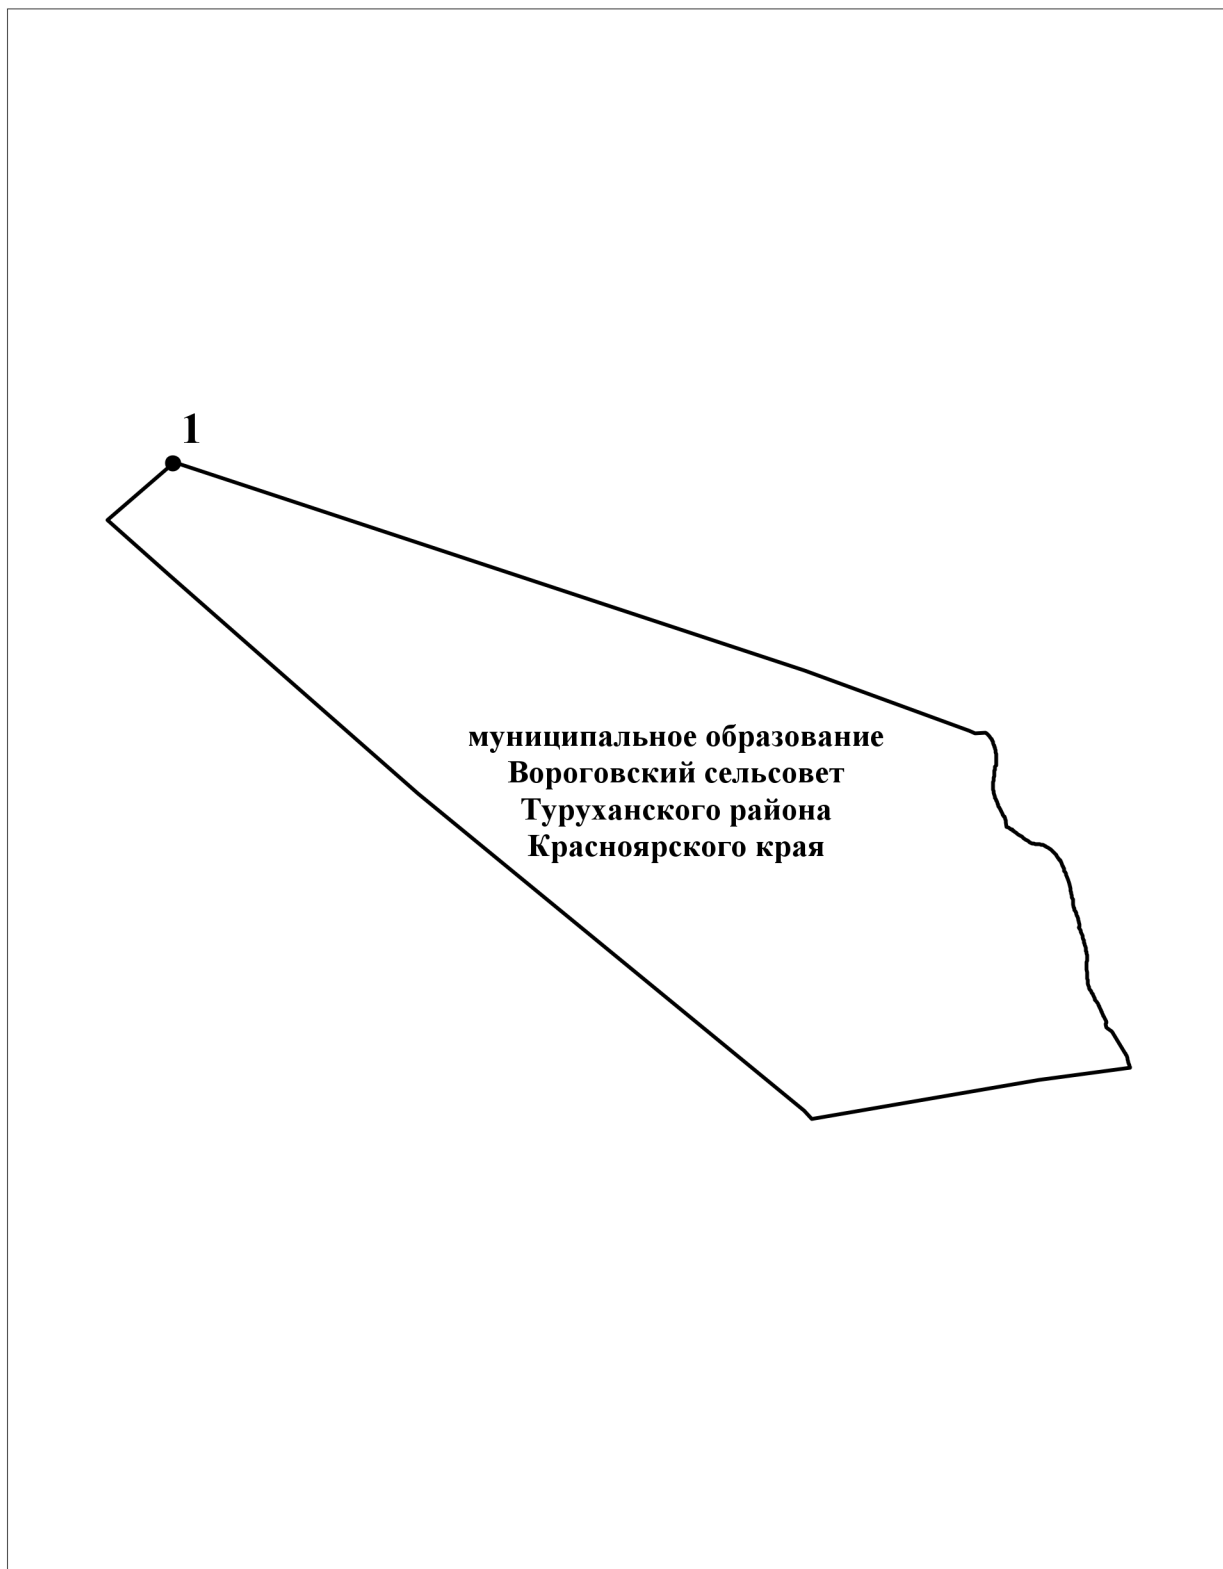 1
муниципальное образование
Вороговский сельсовет
Туруханского района
Красноярского края